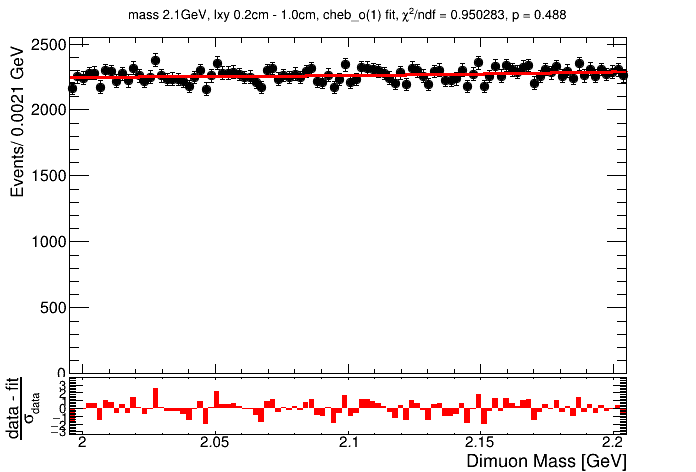 mass 2.1GeV, lxy 0.2cm - 1.0cm, cheb_o(1) fit, χ²/ndf = 0.950283, p = 0.488
Events/ 0.0021 GeV
2500
2000
1500
1000
500
0
data - fit
σdata
3
2
1
0
−1
−2
−3
2 2.05 2.1 2.15 2.2
Dimuon Mass [GeV]